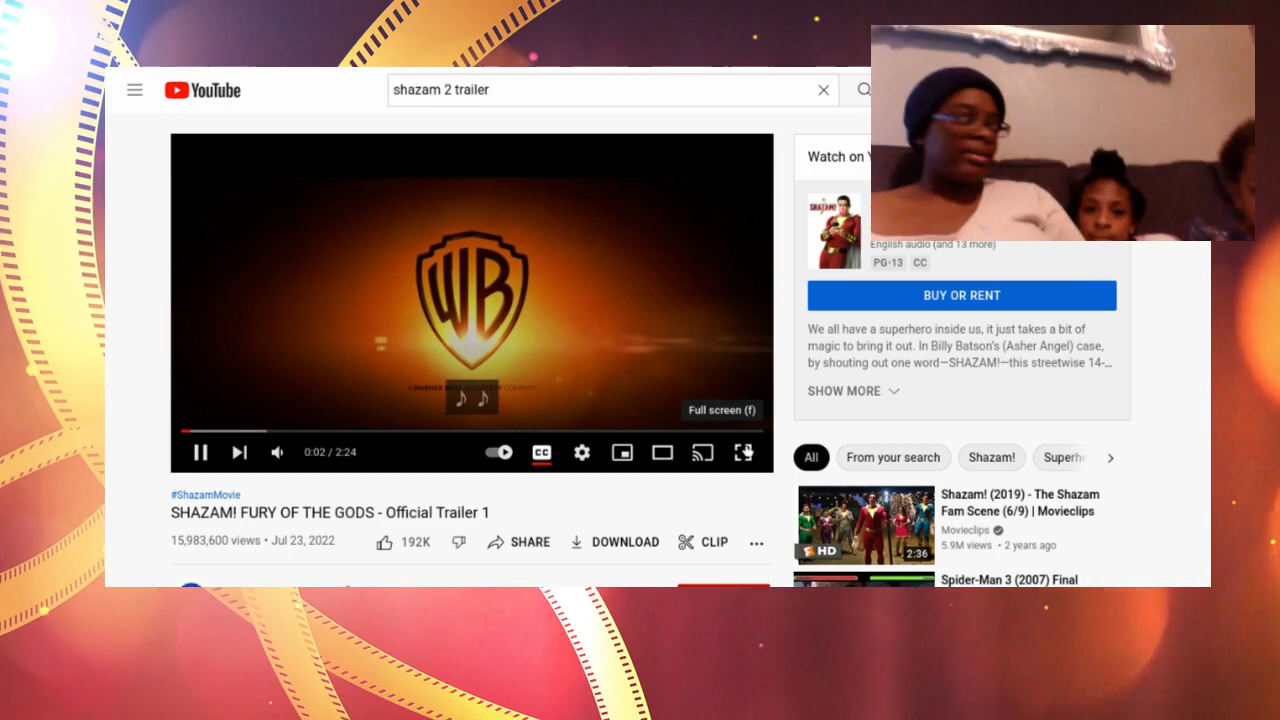 YouTube
shazam 2 trailer
Watch on
SHAZAM!
English audio (and 13 more)
PG-13 CC
BUY OR RENT
We all have a superhero inside us, it just takes a bit of
magic to bring it out. In Billy Batson's (Asher Angel) case,
by shouting out one word—SHAZAM!—this streetwise 14-...
SHOW MORE
WB
Full screen (f)
0:02 / 2:24
CC
#ShazamMovie
SHAZAM! FURY OF THE GODS - Official Trailer 1
15,983,600 views • Jul 23, 2022
192K
SHARE
DOWNLOAD
CLIP
All
From your search
Shazam!
Superhe
HD
2:36
Shazam! (2019) - The Shazam
Fam Scene (6/9) | Movieclips
Movieclips
5.9M views • 2 years ago
Spider-Man 3 (2007) Final